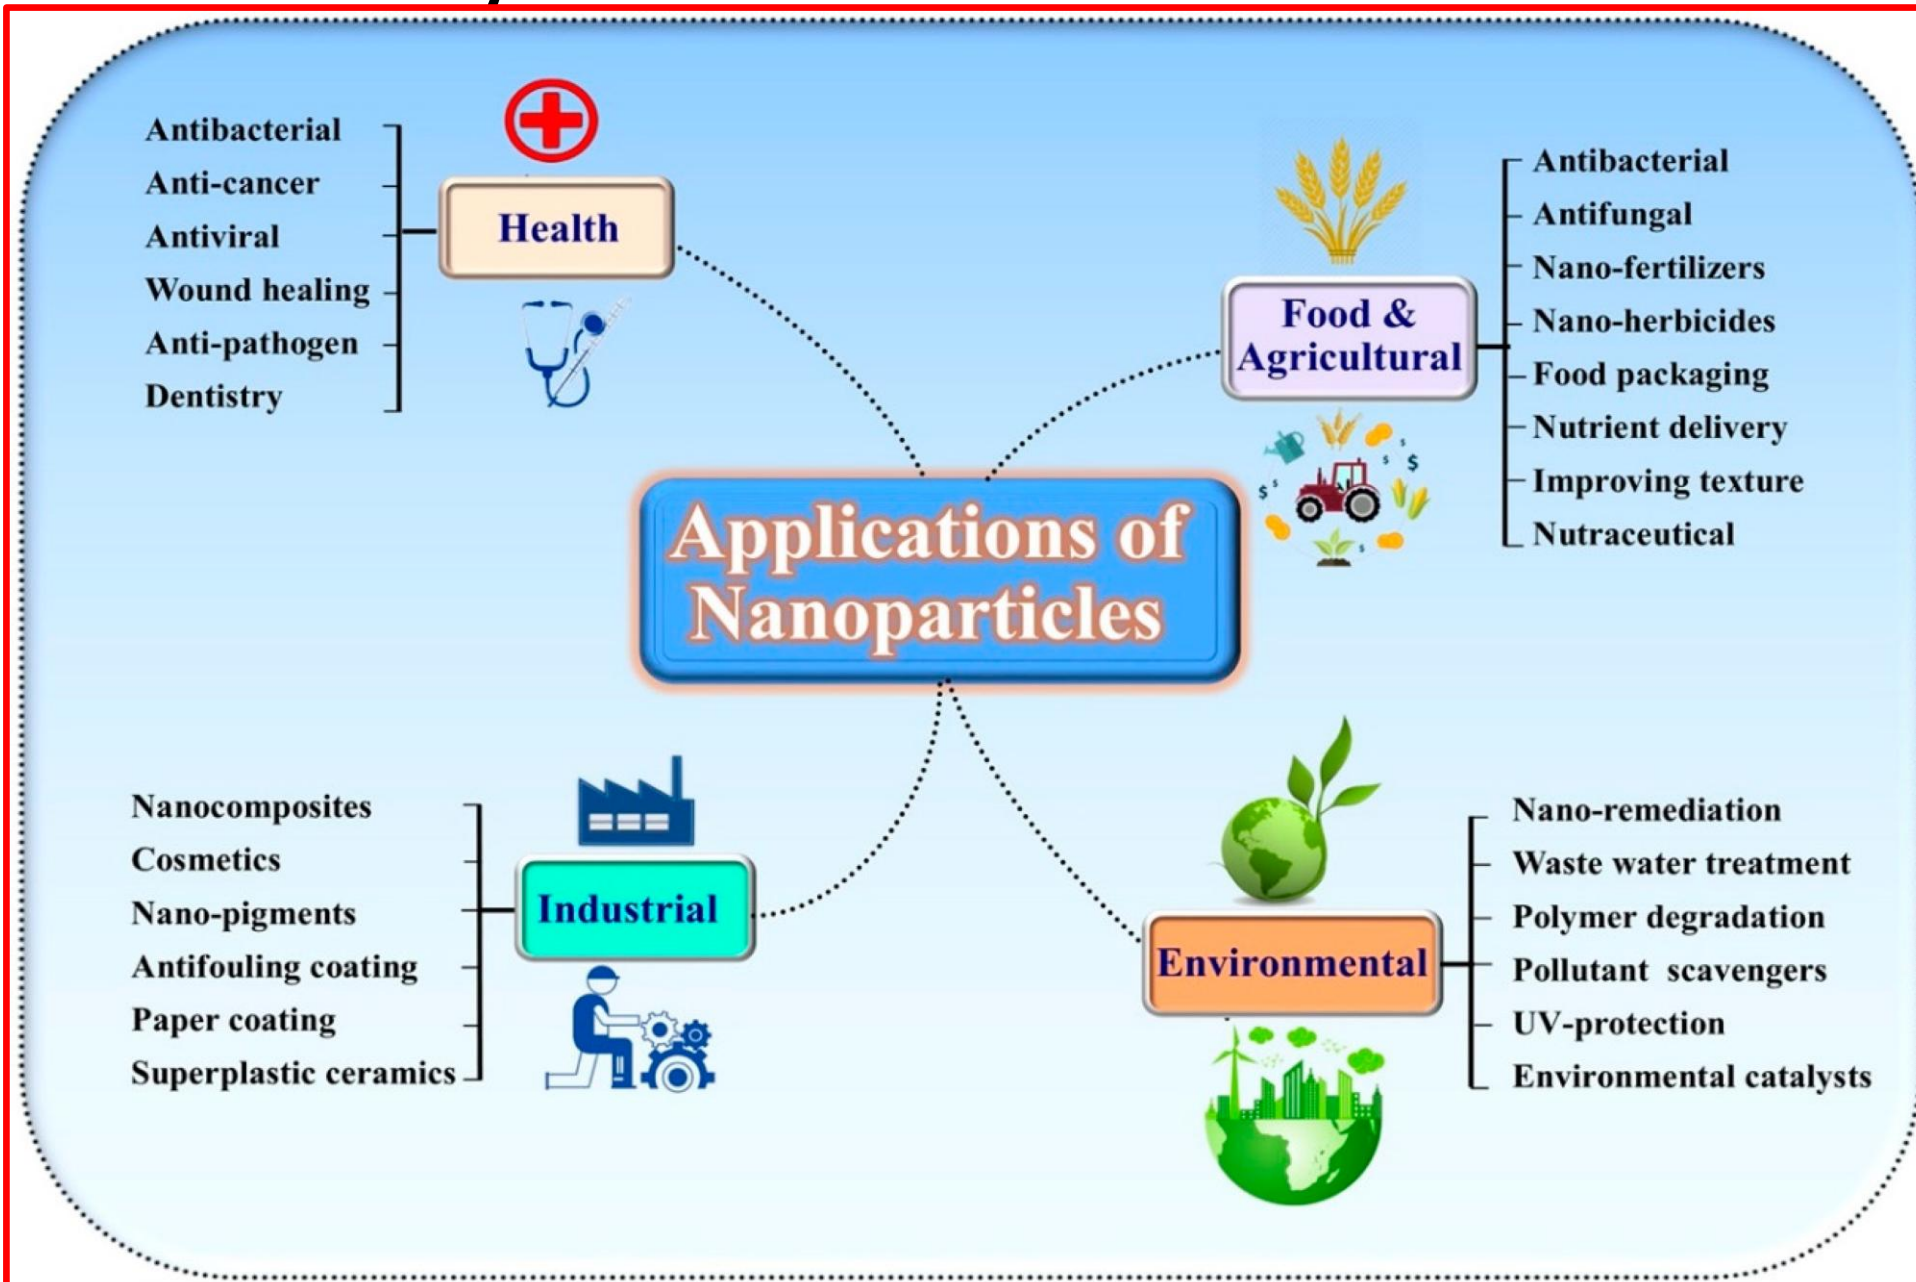 Antibacterial
Anti-cancer
Antiviral
Wound healing
Anti-pathogen
Dentistry
Health
Food &
Agricultural
Antibacterial
Antifungal
Nano-fertilizers
Nano-herbicides
Food packaging
Nutrient delivery
Improving texture
Nutraceutical
$
$
$
$
$
$
Applications of
Nanoparticles
Nanocomposites
Cosmetics
Nano-pigments
Antifouling coating
Paper coating
Superplastic ceramics
Industrial
Environmental
Nano-remediation
Waste water treatment
Polymer degradation
Pollutant scavengers
UV-protection
Environmental catalysts